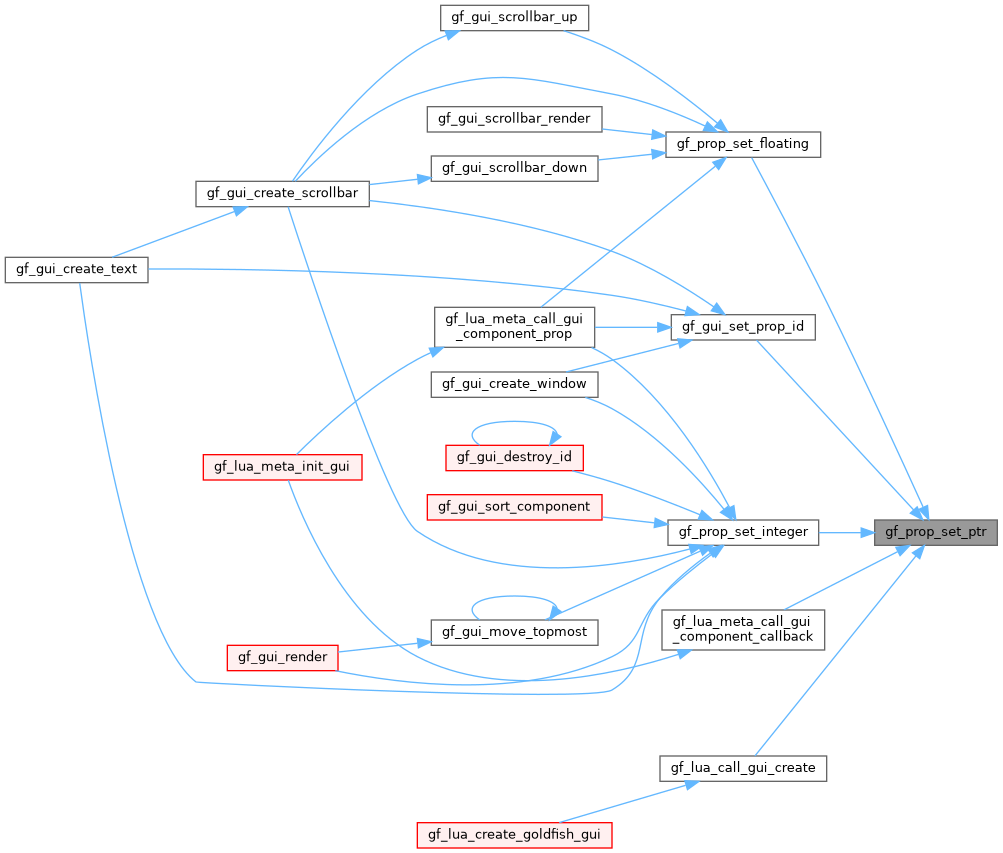 gf_gui_scrollbar_up
gf_gui_scrollbar_render
gf_prop_set_floating
gf_gui_scrollbar_down
gf_gui_create_scrollbar
gf_gui_create_text
gf_lua_meta_call_gui
_component_prop
gf_gui_set_prop_id
gf_gui_create_window
gf_gui_destroy_id
gf_lua_meta_init_gui
gf_gui_sort_component
gf_prop_set_integer
gf_prop_set_ptr
gf_lua_meta_call_gui
_component_callback
gf_gui_move_topmost
gf_gui_render
gf_lua_call_gui_create
gf_lua_create_goldfish_gui